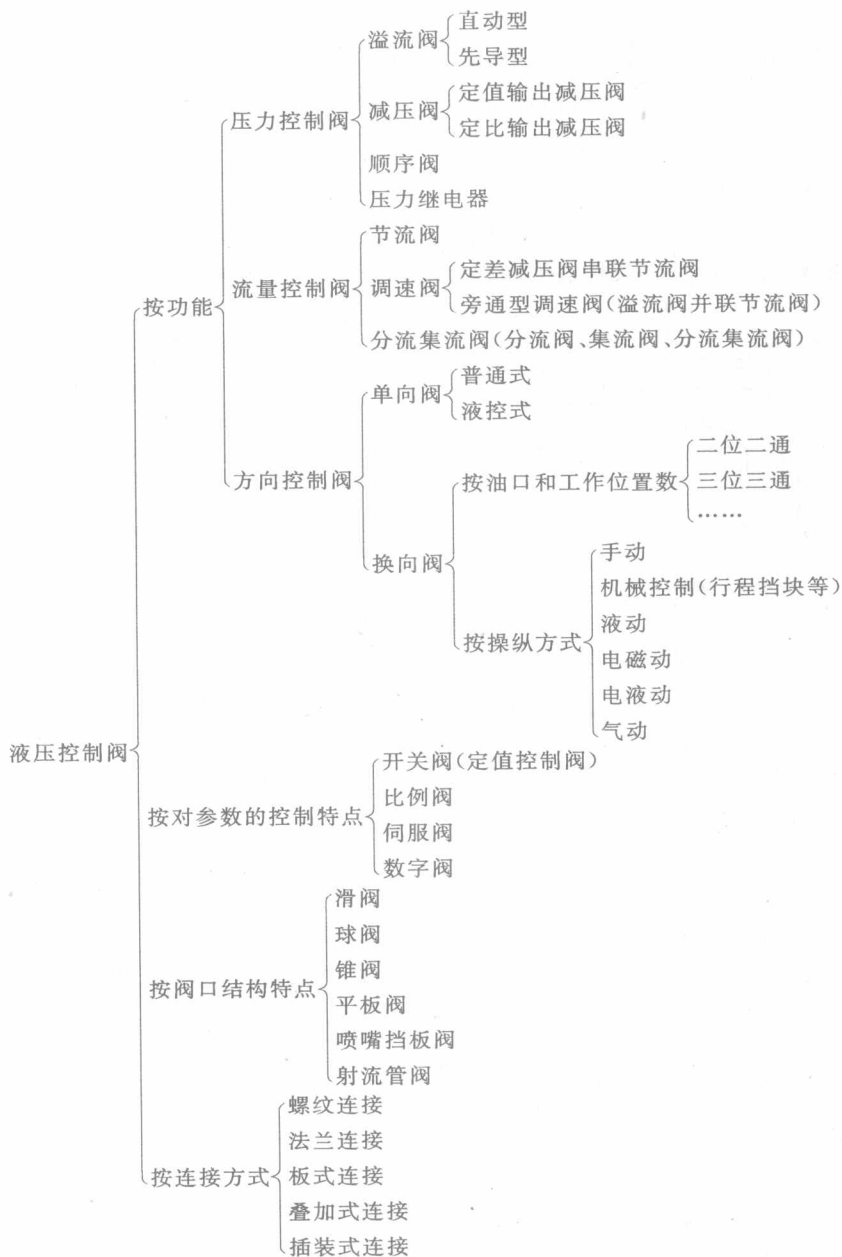 溢流阀
直动型
先导型
压力控制阀
减压阀
定值输出减压阀
定比输出减压阀
顺序阀
压力继电器
节流阀
按功能
流量控制阀
调速阀
定差减压阀串联节流阀
旁通型调速阀(溢流阀并联节流阀)
分流集流阀(分流阀、集流阀、分流集流阀)
单向阀
普通式
液控式
方向控制阀
按油口和工作位置数
二位二通
三位三通
……
换向阀
按操纵方式
手动
机械控制(行程挡块等)
液动
电磁动
电液动
气动
液压控制阀
按对参数的控制特点
开关阀(定值控制阀)
比例阀
伺服阀
数字阀
按阀口结构特点
滑阀
球阀
锥阀
平板阀
喷嘴挡板阀
射流管阀
按连接方式
螺纹连接
法兰连接
板式连接
叠加式连接
插装式连接